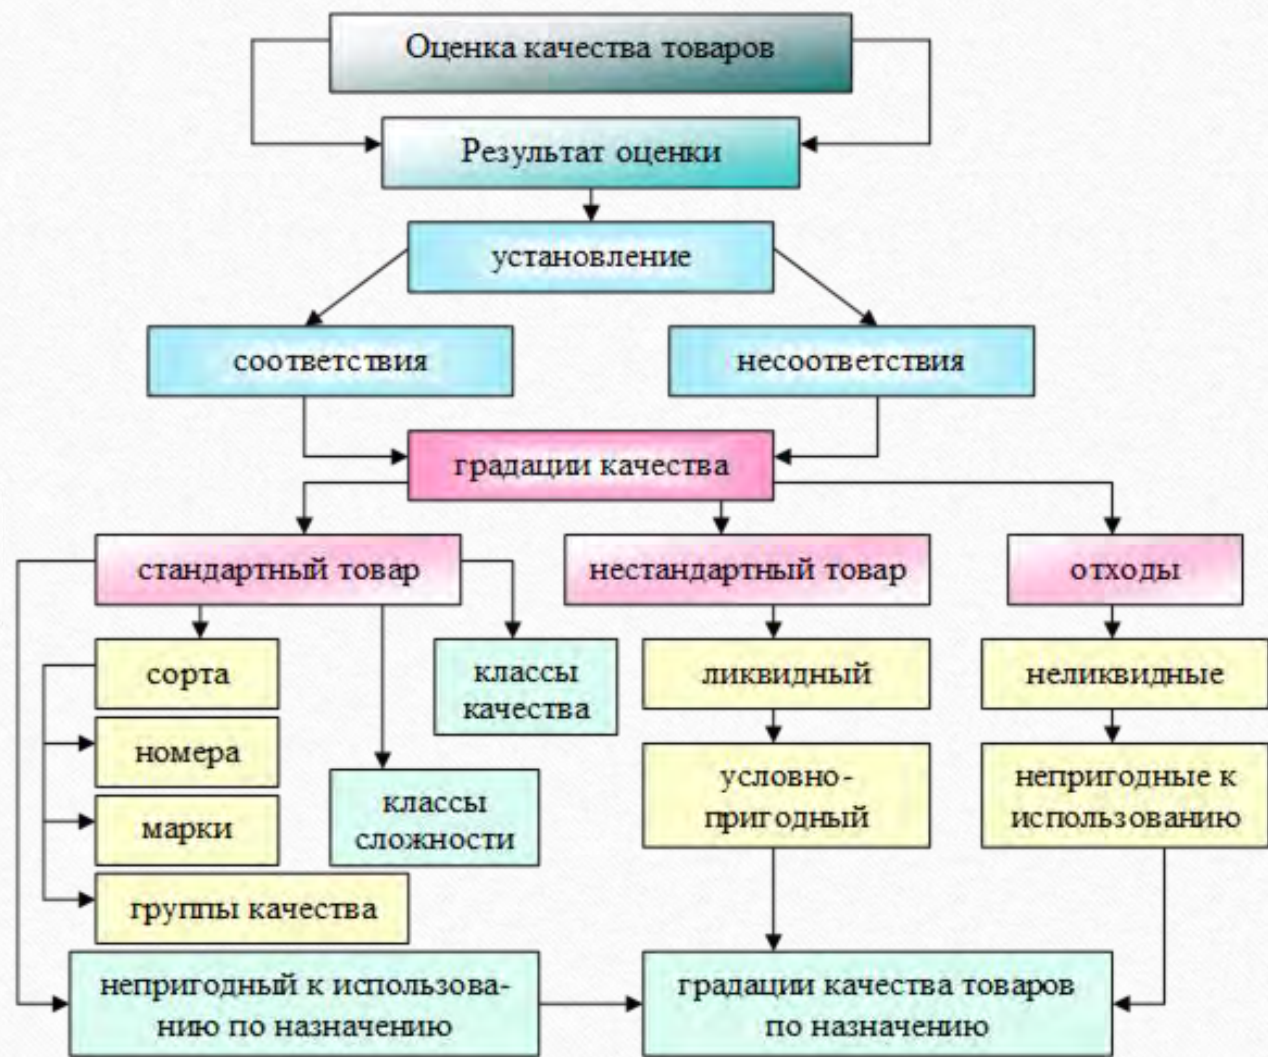 Оценка качества товаров
Результат оценки
установление
соответствия
несоответствия
градации качества
стандартный товар
нестандартный товар
отходы
сорта
классы
качества
ликвидный
неликвидные
номера
классы
сложности
условно-
пригодный
непригодные к
использованию
марки
группы качества
непригодный к использова-
нию по назначению
градации качества товаров
по назначению